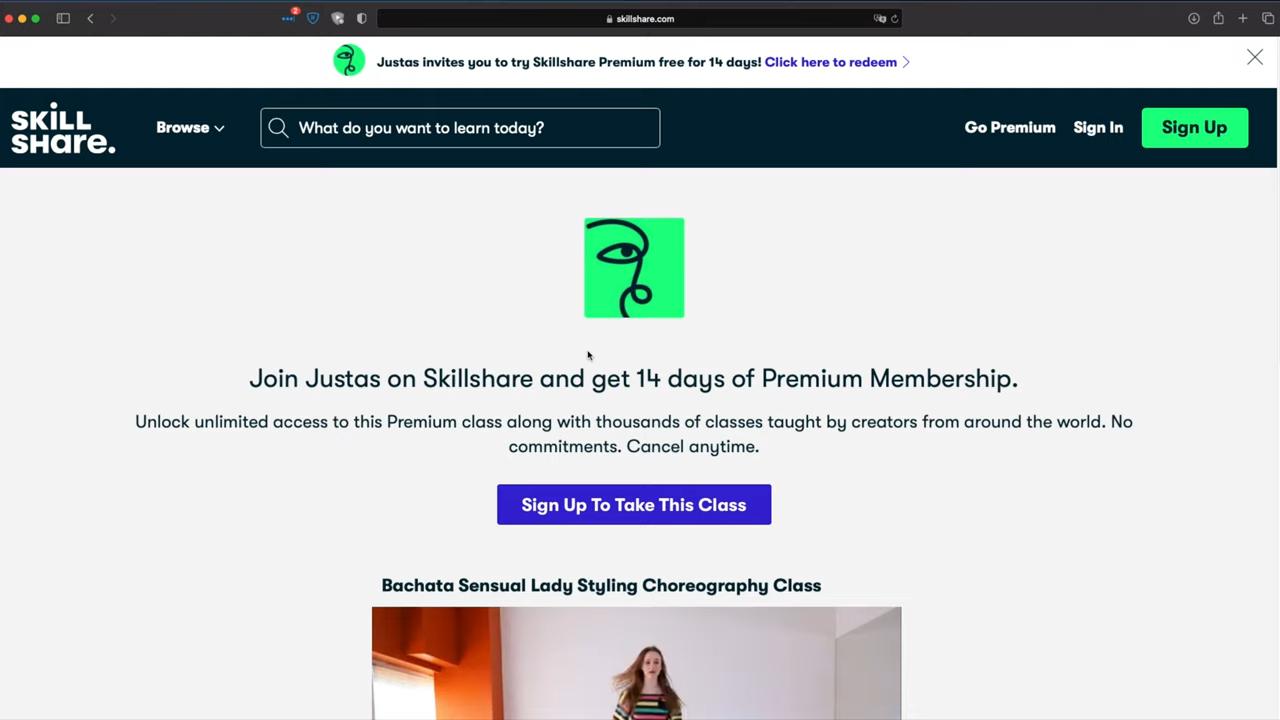 2
skillshare.com
Justas invites you to try Skillshare Premium free for 14 days! Click here to redeem
SKILL
SHare.
Browse
What do you want to learn today?
Go Premium
Sign In
Sign Up
Join Justas on Skillshare and get 14 days of Premium Membership.
Unlock unlimited access to this Premium class along with thousands of classes taught by creators from around the world. No
commitments. Cancel anytime.
Sign Up To Take This Class
Bachata Sensual Lady Styling Choreography Class